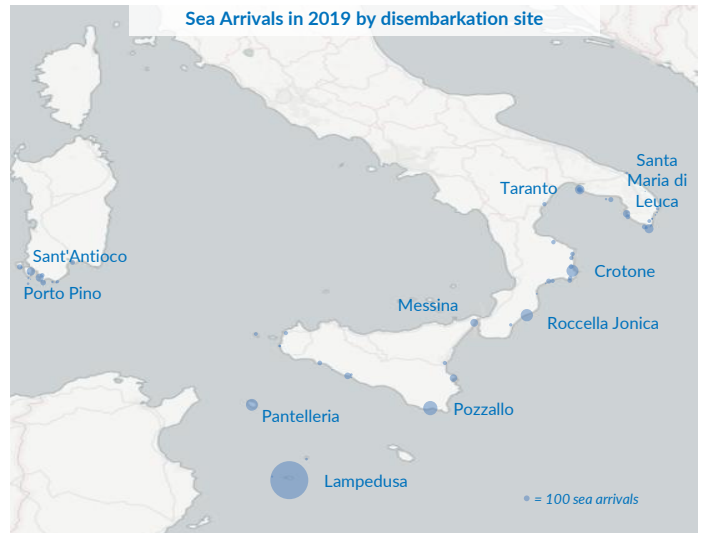 Sea Arrivals in 2019 by disembarkation site
Santa
Maria di
Leuca
Taranto
Sant'Antioco
Crotone
Porto Pino
Messina
Roccella Jonica
Pantelleria
Pozzallo
Lampedusa
= 100 sea arrivals